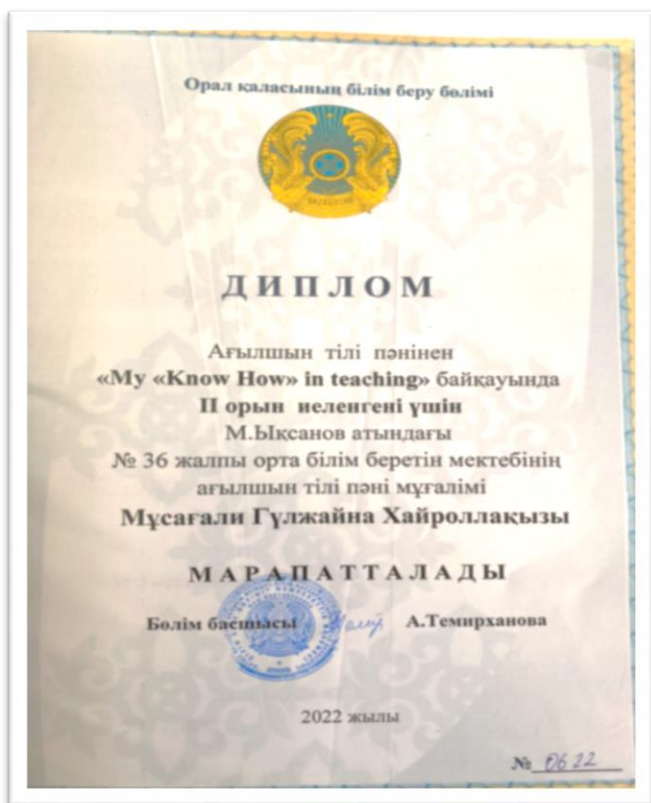 Орал қаласының білім беру бөлімі
ДИПЛОМ
Ағылшын тілі пәнінен
«My «Know How» in teaching» байқауында
II орын иеленгені үшін
М.Ықсанов атындағы
№ 36 жалпы орта білім беретін мектебінің
ағылшын тілі пәні мұғалімі
Мұсағали Гүлжайна Хайроллақызы
МАРАПАТТАЛАДЫ
Бөлім басшысы А.Темирханова
2022 жылы
№ 0622